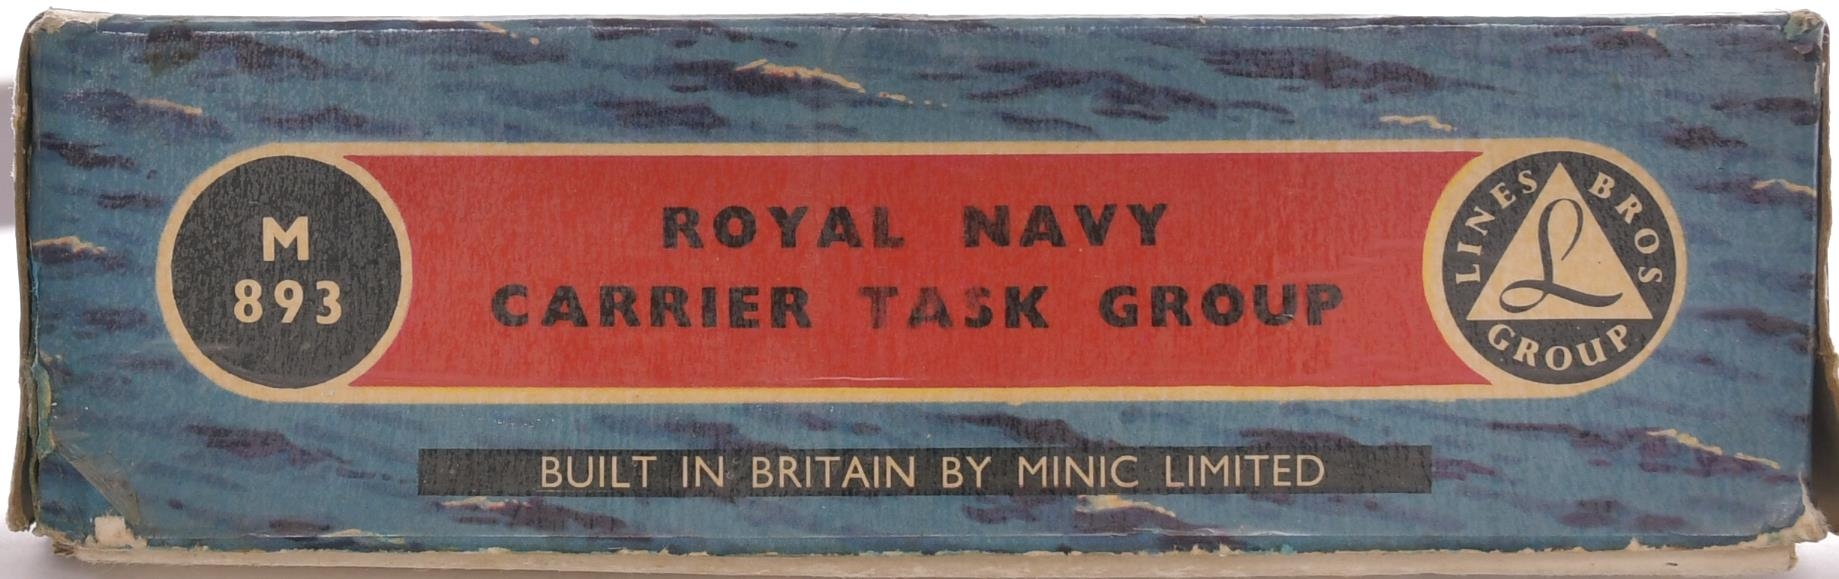 M
893
ROYAL NAVY
CARRIER TASK GROUP
LINES BROS
L
GROUP
BUILT IN BRITAIN BY MINIC LIMITED